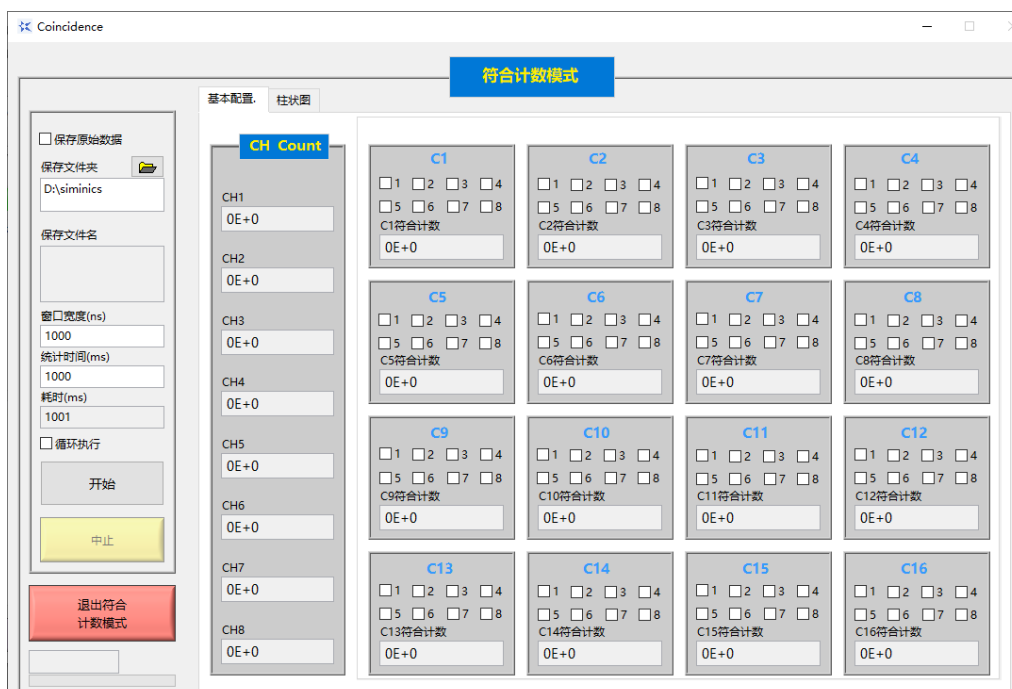 Coincidence
符合计数模式
基本配置.
柱状图
保存原始数据
保存文件夹
D:\siminics
保存文件名
窗口宽度(ns)
1000
统计时间(ms)
1000
耗时(ms)
1001
循环执行
开始
中止
退出符合
计数模式
CH Count
CH1
0E+0
CH2
0E+0
CH3
0E+0
CH4
0E+0
CH5
0E+0
CH6
0E+0
CH7
0E+0
CH8
0E+0
C1
1 2 3 4
5 6 7 8
C1符合计数
0E+0
C2
1 2 3 4
5 6 7 8
C2符合计数
0E+0
C3
1 2 3 4
5 6 7 8
C3符合计数
0E+0
C4
1 2 3 4
5 6 7 8
C4符合计数
0E+0
C5
1 2 3 4
5 6 7 8
C5符合计数
0E+0
C6
1 2 3 4
5 6 7 8
C6符合计数
0E+0
C7
1 2 3 4
5 6 7 8
C7符合计数
0E+0
C8
1 2 3 4
5 6 7 8
C8符合计数
0E+0
C9
1 2 3 4
5 6 7 8
C9符合计数
0E+0
C10
1 2 3 4
5 6 7 8
C10符合计数
0E+0
C11
1 2 3 4
5 6 7 8
C11符合计数
0E+0
C12
1 2 3 4
5 6 7 8
C12符合计数
0E+0
C13
1 2 3 4
5 6 7 8
C13符合计数
0E+0
C14
1 2 3 4
5 6 7 8
C14符合计数
0E+0
C15
1 2 3 4
5 6 7 8
C15符合计数
0E+0
C16
1 2 3 4
5 6 7 8
C16符合计数
0E+0